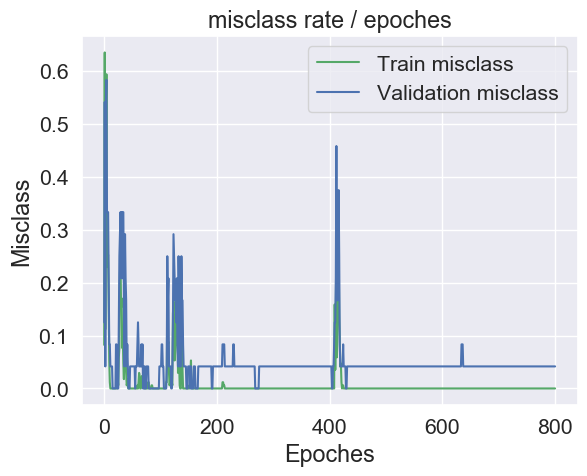 misclass rate / epoches
Train misclass
Validation misclass
0.6
0.5
0.4
0.3
0.2
0.1
0.0
Misclass
0
200
400
600
800
Epoches